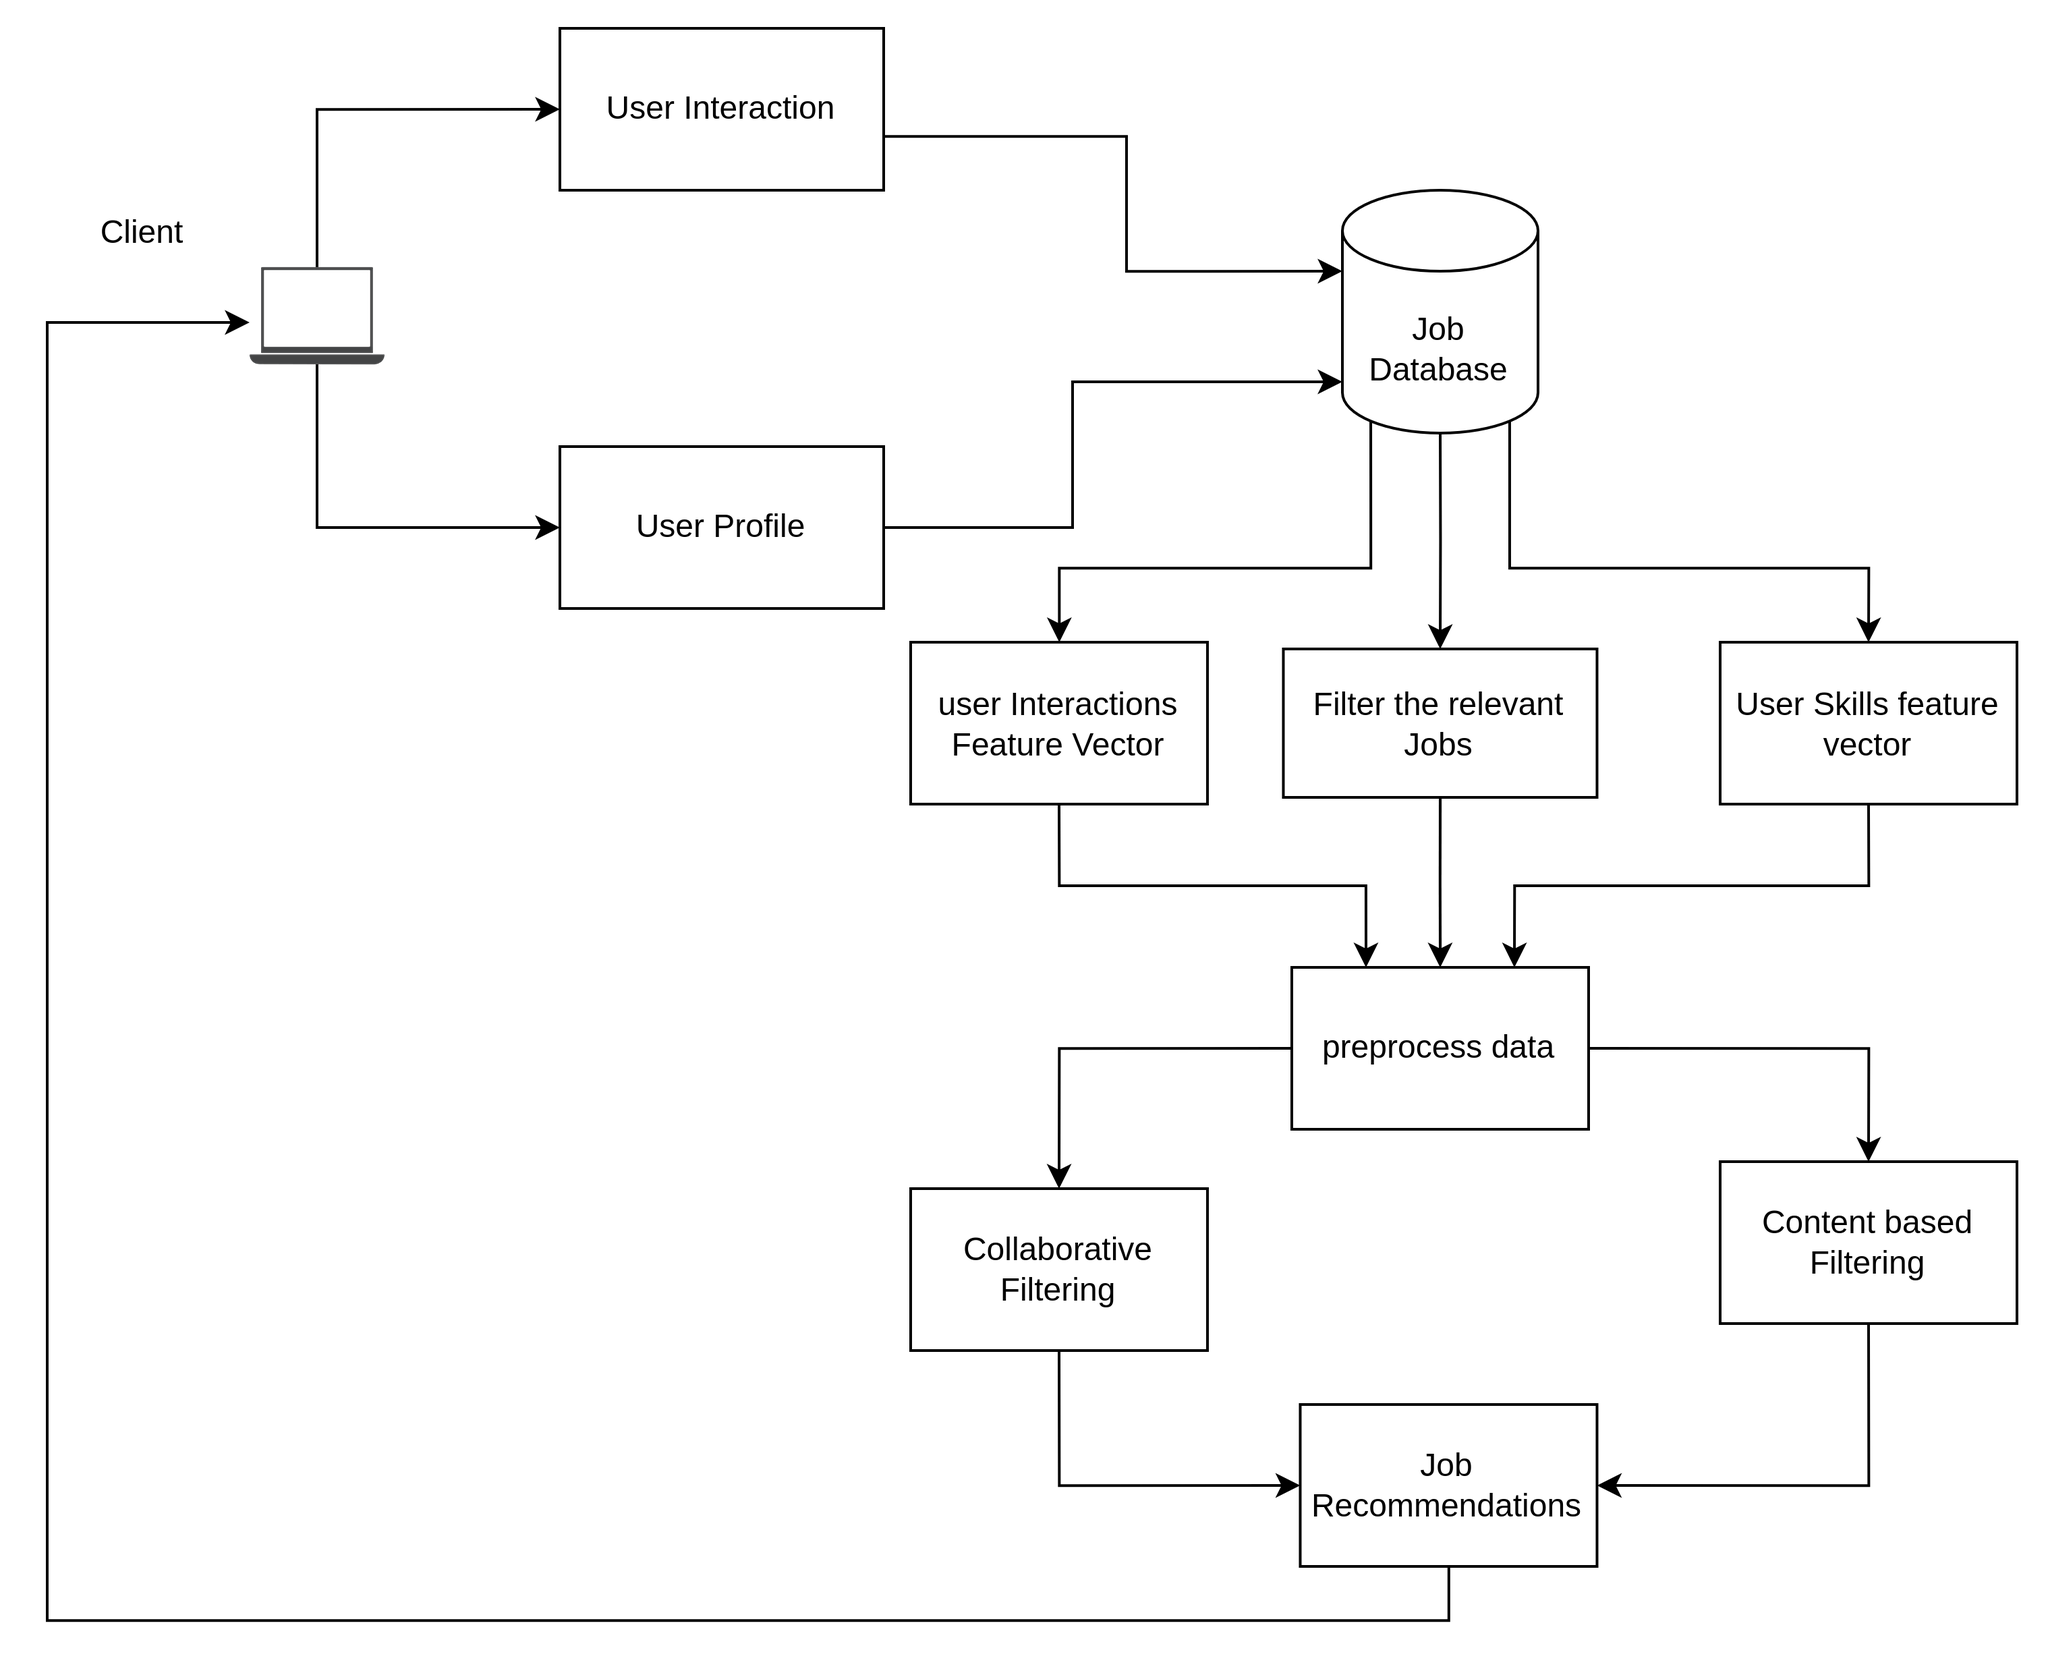 User Interaction
Client
Job
Database
User Profile
user Interactions
Feature Vector
Filter the relevant
Jobs
User Skills feature
vector
preprocess data
Collaborative
Filtering
Content based
Filtering
Job
Recommendations